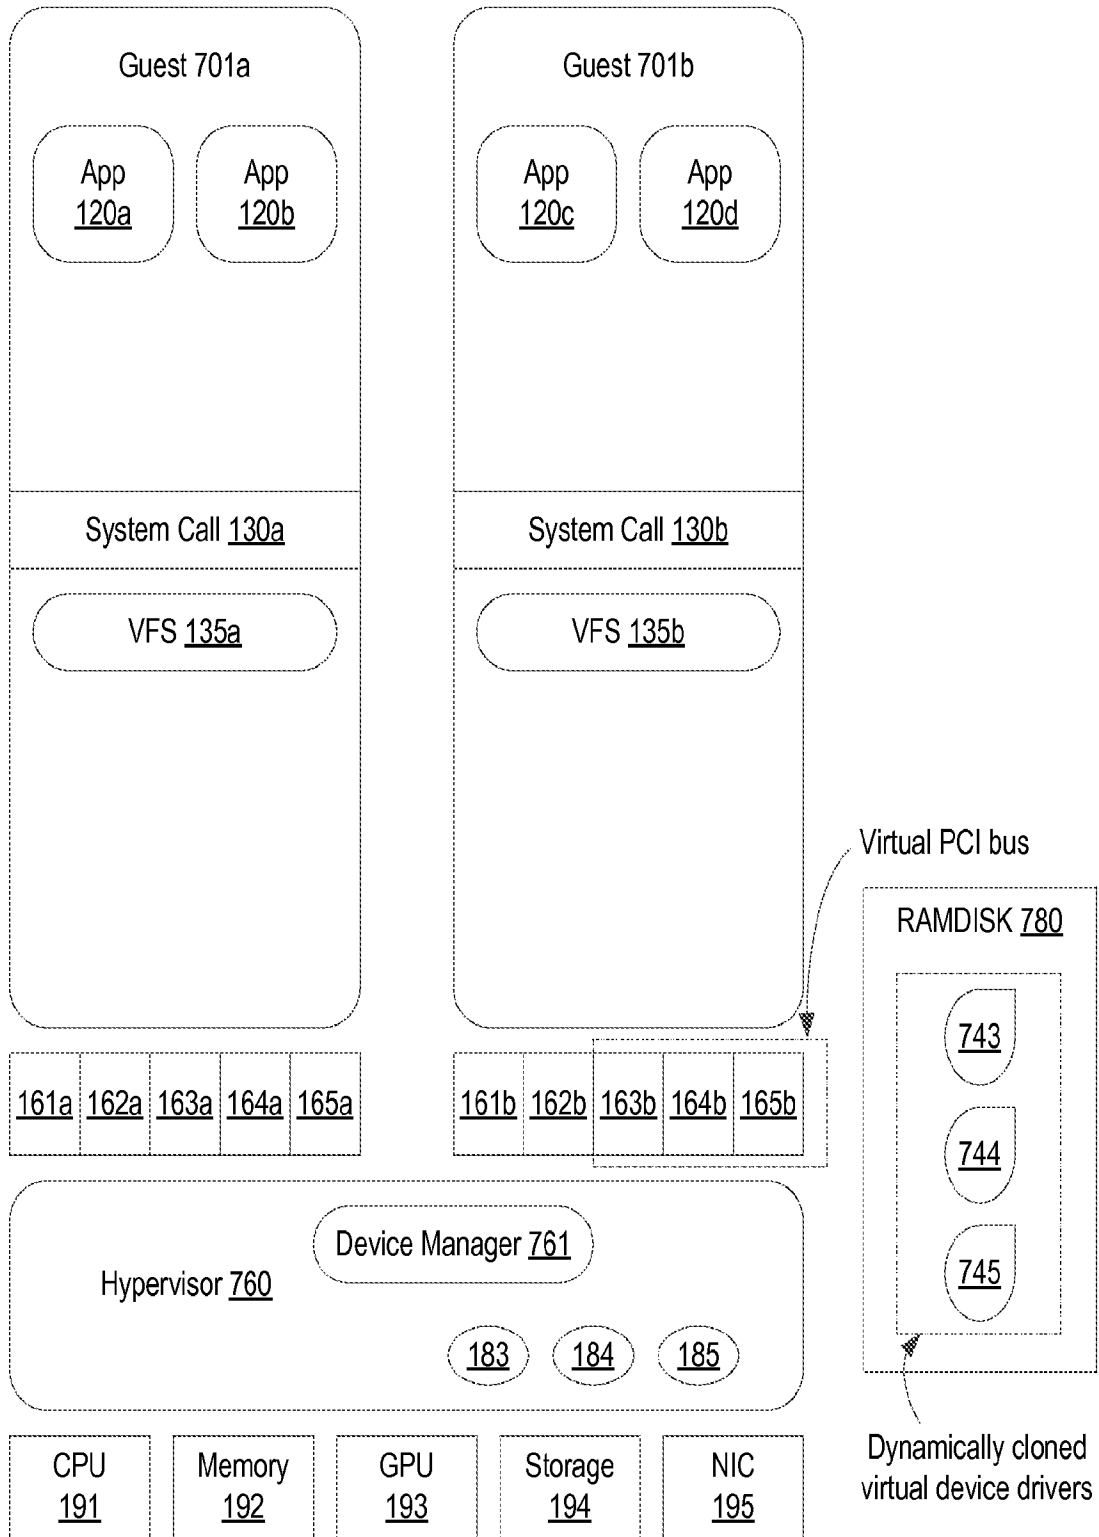 Guest 701a
Guest 701b
App
120a
App
120b
App
120c
App
120d
System Call 130a
System Call 130b
VFS 135a
VFS 135b
Virtual PCI bus
RAMDISK 780
743
744
745
161a 162a 163a 164a 165a
161b 162b 163b 164b 165b
Device Manager 761
Hypervisor 760
183 184 185
Dynamically cloned
virtual device drivers
CPU
191
Memory
192
GPU
193
Storage
194
NIC
195